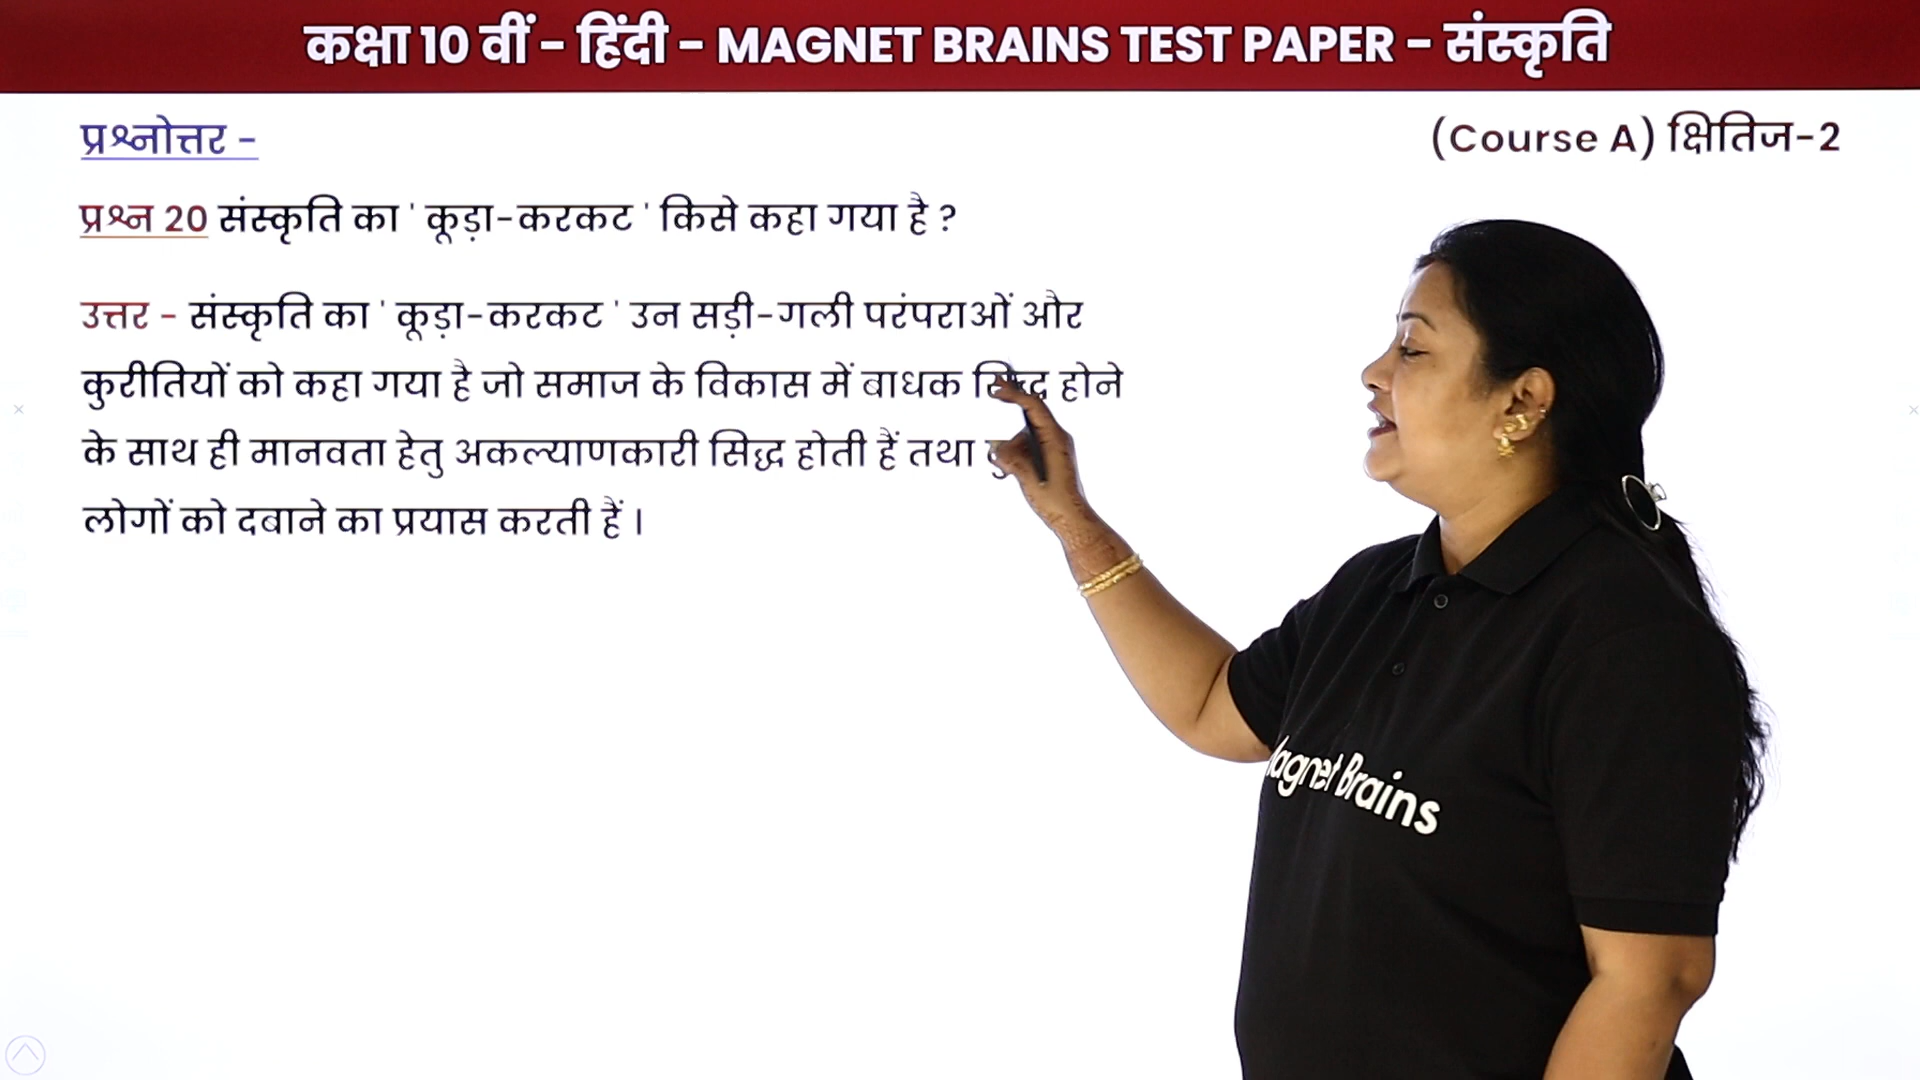 कक्षा 10 वीं - हिंदी - MAGNET BRAINS TEST PAPER - संस्कृति
प्रश्नोत्तर -
(Course A) क्षितिज-2
प्रश्न 20 संस्कृति का ' कूड़ा-करकट ' किसे कहा गया है ?
उत्तर - संस्कृति का ' कूड़ा-करकट ' उन सड़ी-गली परंपराओं और
कुरीतियों को कहा गया है जो समाज के विकास में बाधक सिद्ध होने
के साथ ही मानवता हेतु अकल्याणकारी सिद्ध होती हैं तथा
लोगों को दबाने का प्रयास करती हैं ।
Magnet Brains